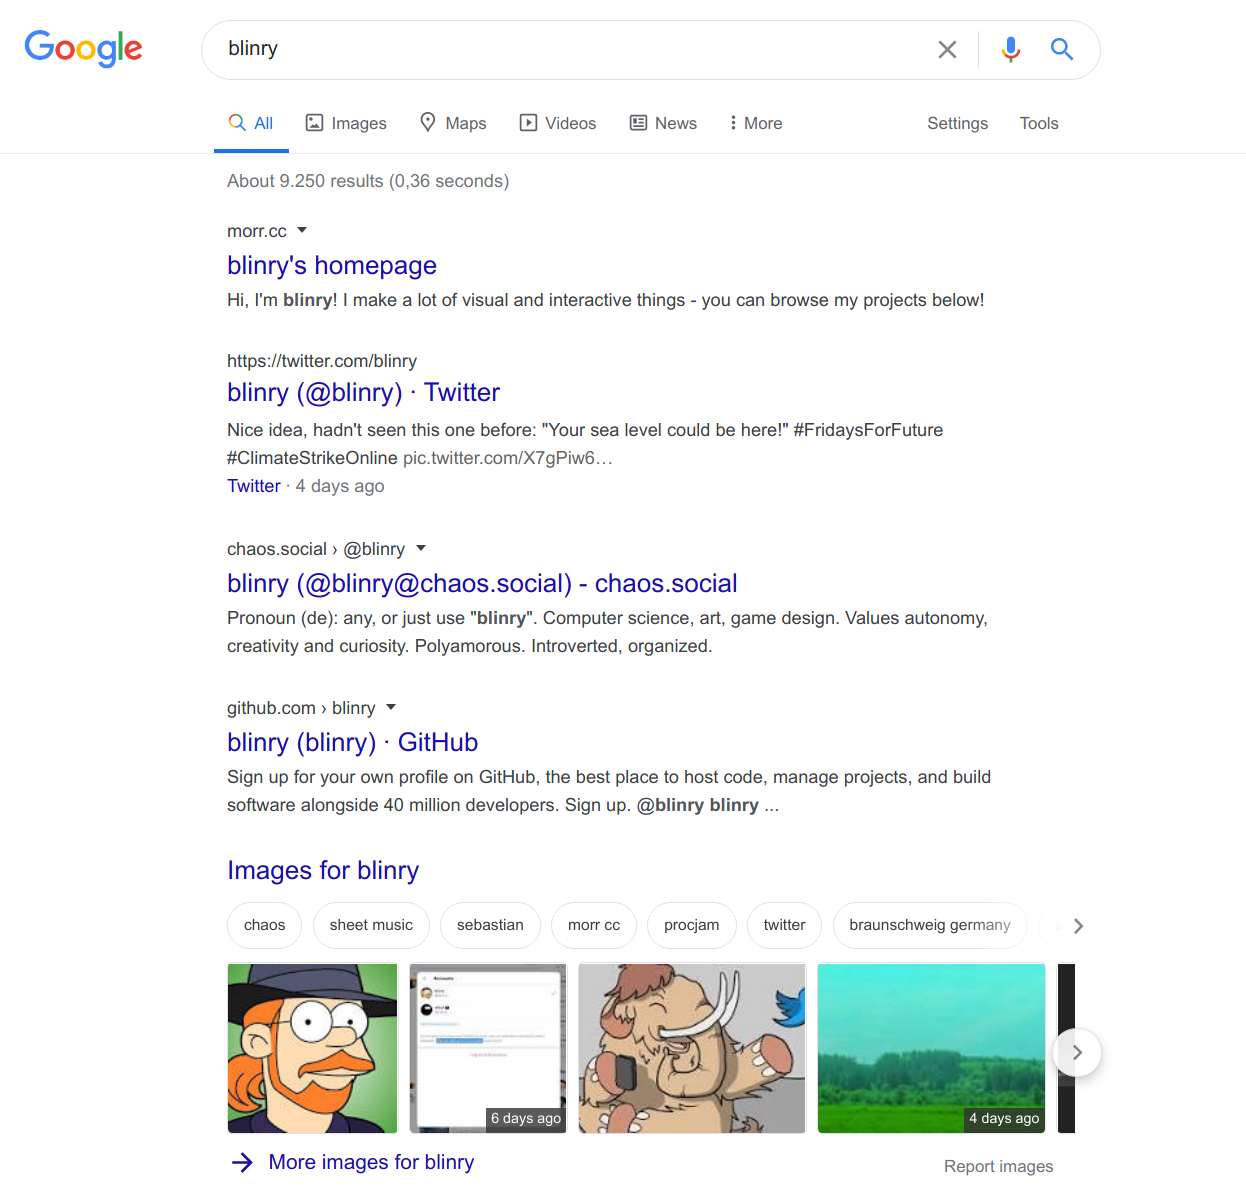 Google
blinry
All Images Maps Videos News More Settings Tools
About 9.250 results (0,36 seconds)
morr.cc
blinry's homepage
Hi, I'm blinry! I make a lot of visual and interactive things - you can browse my projects below!
https://twitter.com/blinry
blinry (@blinry) · Twitter
Nice idea, hadn't seen this one before: "Your sea level could be here!" #FridaysForFuture
#ClimateStrikeOnline pic.twitter.com/X7gPiw6…
Twitter · 4 days ago
chaos.social › @blinry
blinry (@blinry@chaos.social) - chaos.social
Pronoun (de): any, or just use "blinry". Computer science, art, game design. Values autonomy,
creativity and curiosity. Polyamorous. Introverted, organized.
github.com › blinry
blinry (blinry) · GitHub
Sign up for your own profile on GitHub, the best place to host code, manage projects, and build
software alongside 40 million developers. Sign up. @blinry blinry ...
Images for blinry
chaos sheet music sebastian morr cc procjam twitter braunschweig germany
Accounts
6 days ago
4 days ago
More images for blinry
Report images